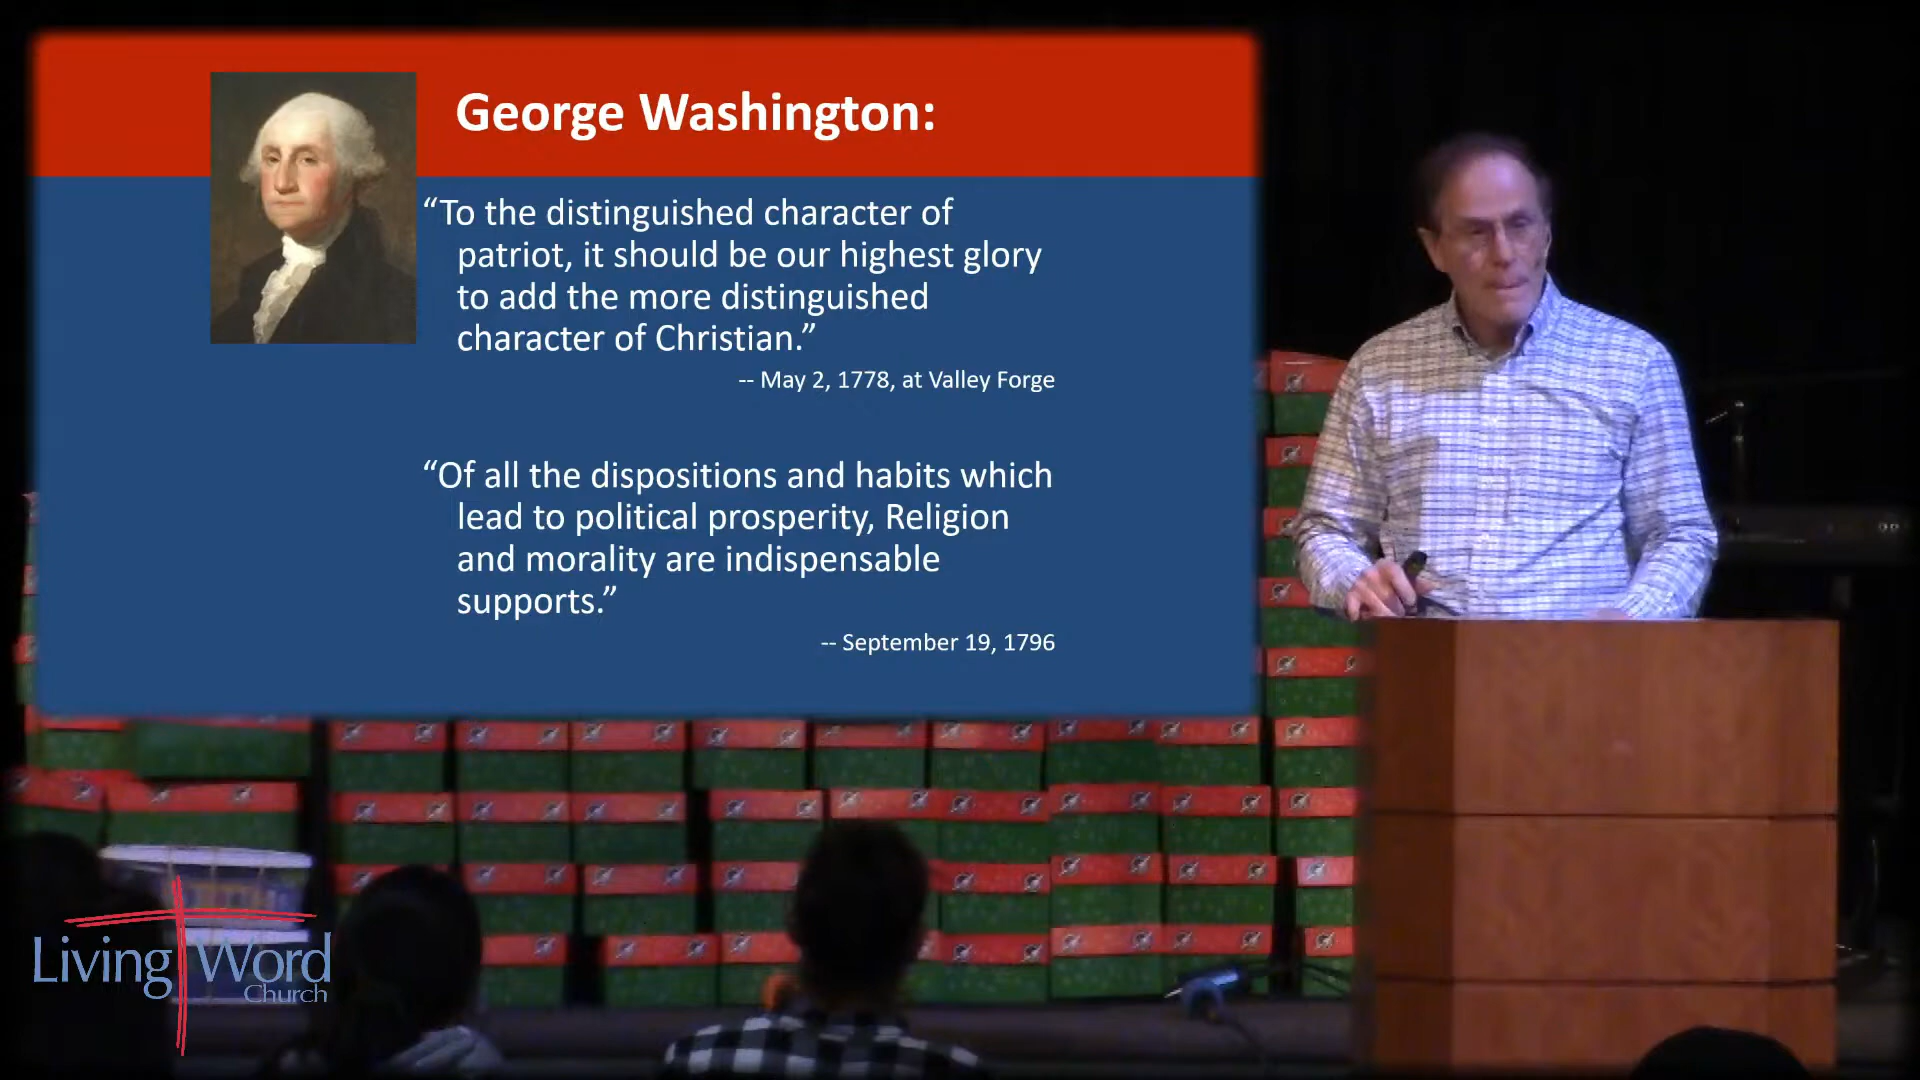 George Washington:
“To the distinguished character of
patriot, it should be our highest glory
to add the more distinguished
character of Christian.”
-- May 2, 1778, at Valley Forge
“Of all the dispositions and habits which
lead to political prosperity, Religion
and morality are indispensable
supports.”
-- September 19, 1796
Living Word
Church